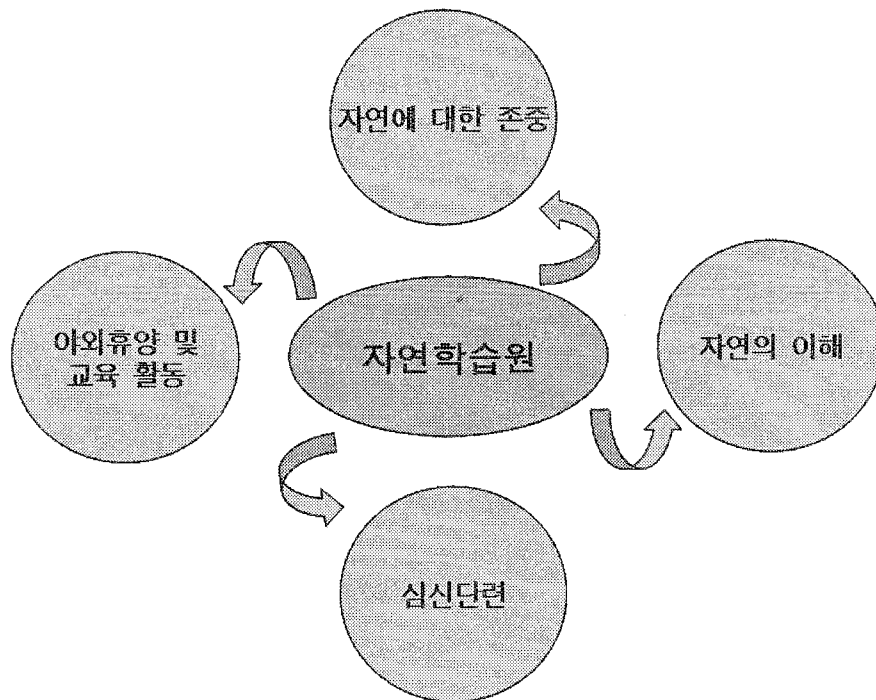 자연에 대한 존중
야외휴양 및
교육 활동
자연학습원
자연의 이해
심신단련